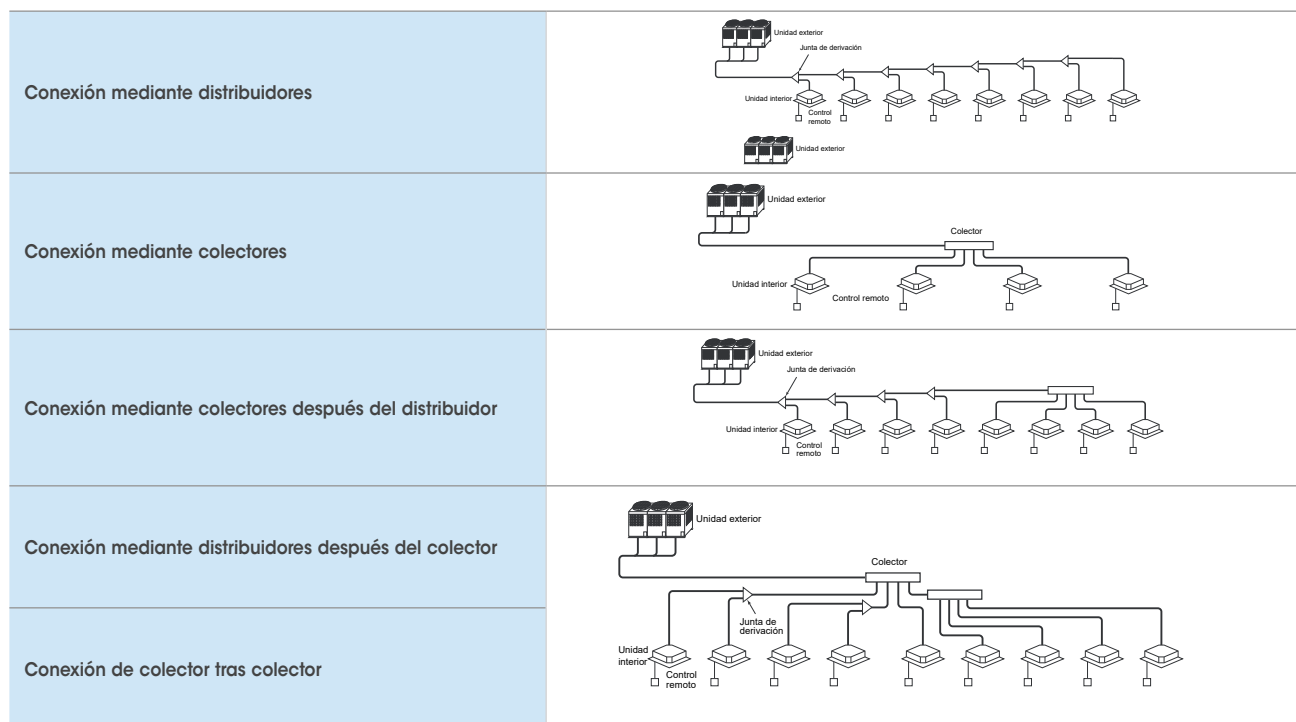 Conexión mediante distribuidores
Unidad exterior
Junta de derivación
Unidad interior
Control
remoto
Unidad exterior
Conexión mediante colectores
Unidad exterior
Colector
Unidad interior
Control remoto
Conexión mediante colectores después del distribuidor
Unidad exterior
Junta de derivación
Unidad interior
Control
remoto
Conexión mediante distribuidores después del colector
Unidad exterior
Colector
Junta de
derivación
Conexión de colector tras colector
Unidad
interior
Control
remoto